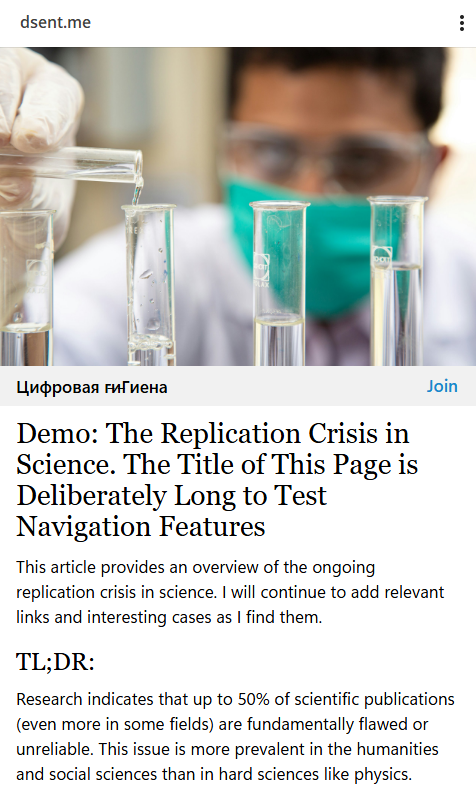 dsent.me
Цифровая гиГиена
Join
Demo: The Replication Crisis in
Science. The Title of This Page is
Deliberately Long to Test
Navigation Features
This article provides an overview of the ongoing
replication crisis in science. I will continue to add relevant
links and interesting cases as I find them.
TL;DR:
Research indicates that up to 50% of scientific publications
(even more in some fields) are fundamentally flawed or
unreliable. This issue is more prevalent in the humanities
and social sciences than in hard sciences like physics.